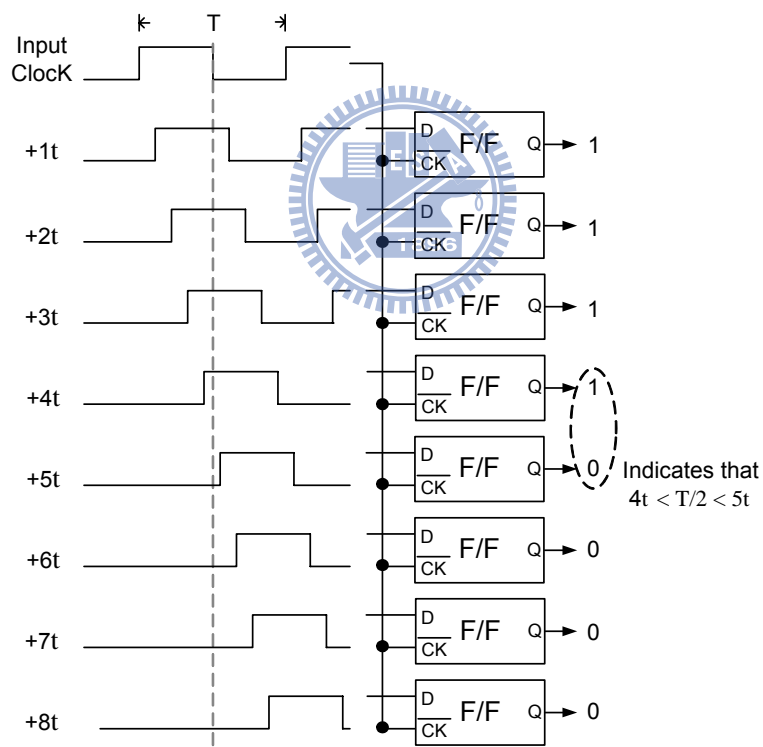 T
Input
ClocK
+1t
D
CK
F/F
Q
1
+2t
D
CK
F/F
Q
1
1896
+3t
D
CK
F/F
Q
1
+4t
D
CK
F/F
Q
1
+5t
D
CK
F/F
Q
0
Indicates that
4t < T/2 < 5t
+6t
D
CK
F/F
Q
0
+7t
D
CK
F/F
Q
0
+8t
D
CK
F/F
Q
0